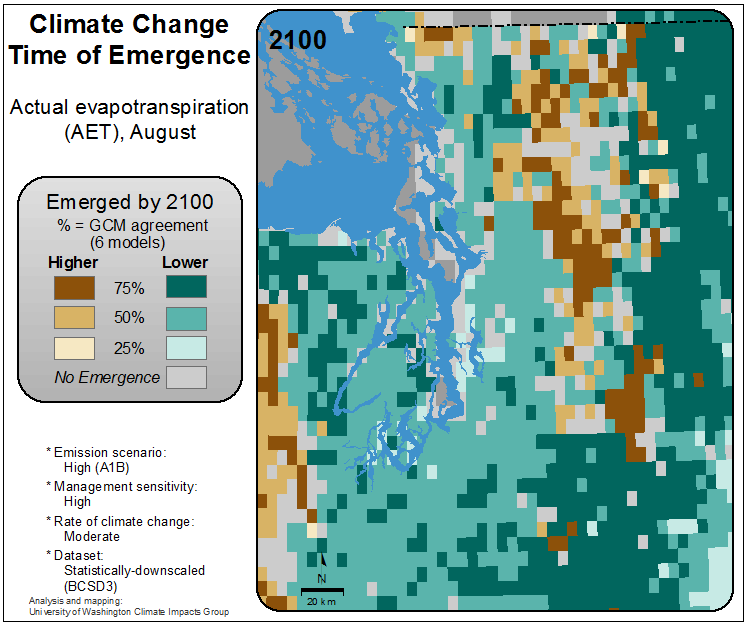 Climate Change
Time of Emergence
Actual evapotranspiration
(AET), August
Emerged by 2100
% = GCM agreement
(6 models)
Higher Lower
75%
50%
25%
No Emergence
* Emission scenario:
High (A1B)
* Management sensitivity:
High
* Rate of climate change:
Moderate
* Dataset:
Statistically-downscaled
(BCSD3)
Analysis and mapping:
University of Washington Climate Impacts Group
2100
N
20 km